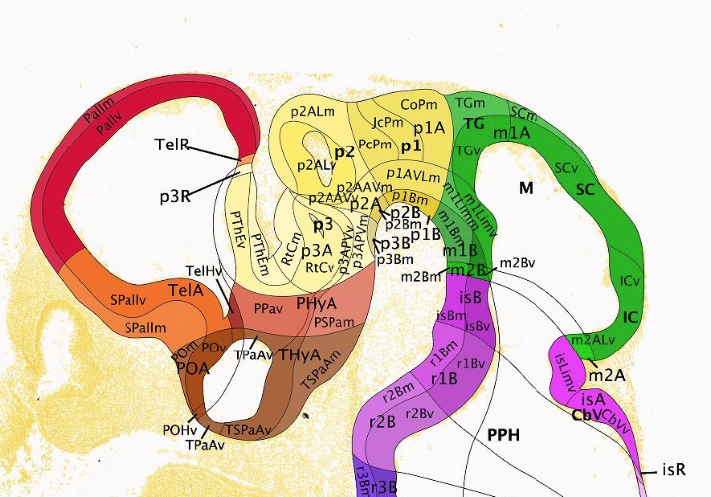 Pallm
Pallv
TelR
p3R
p2ALm
p2
p2ALv
CoPm
JcPm
p1A
PcPm
p1
p1AVLm
TGm
TG
TGv
SCm
m1A
SCv
SC
M
ICv
IC
p2AAVm
p2AAVv
p2A
p1Bm
p2B
p2Bm
p1B
p3B
p3Bm
m1Limm
m1Limv
m1Bm
m1B
m2B
m2Bm
m2Bv
PThEv
PThEm
RtCm
p3
p3A
RtCv
p3APVv
p3APVm
TelHv
SPallv
TelA
SPallm
PPav
PHyA
PSPam
POm
POv
POA
TPaAv
THyA
TSPaAm
POHv
TPaAv
TSPaAv
isB
isBm
isBv
r1Bm
r1Bv
r1B
r2Bm
r2B
r2Bv
r3Bm
r3B
PPH
m2ALv
m2A
isLimv
isA
CbV
CbVv
isR